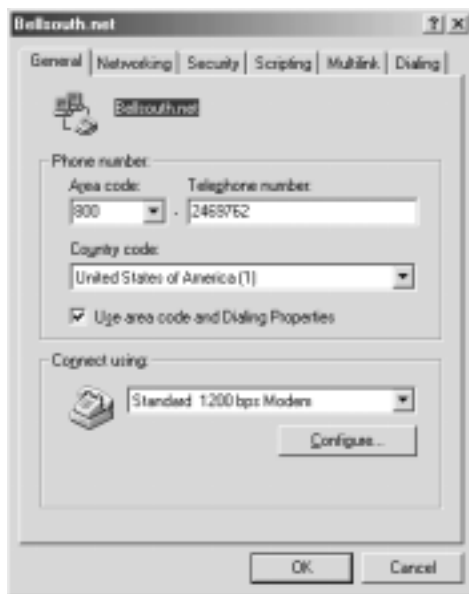 Bellsouth.net
General Networking Security Scripting Multilink Dialing
Bellsouth.net
Phone number:
Area code: Telephone number:
800 - 2469762
Country code:
United States of America (1)
Use area code and Dialing Properties
Connect using:
Standard 1200 bps Modem
Configure...
OK Cancel